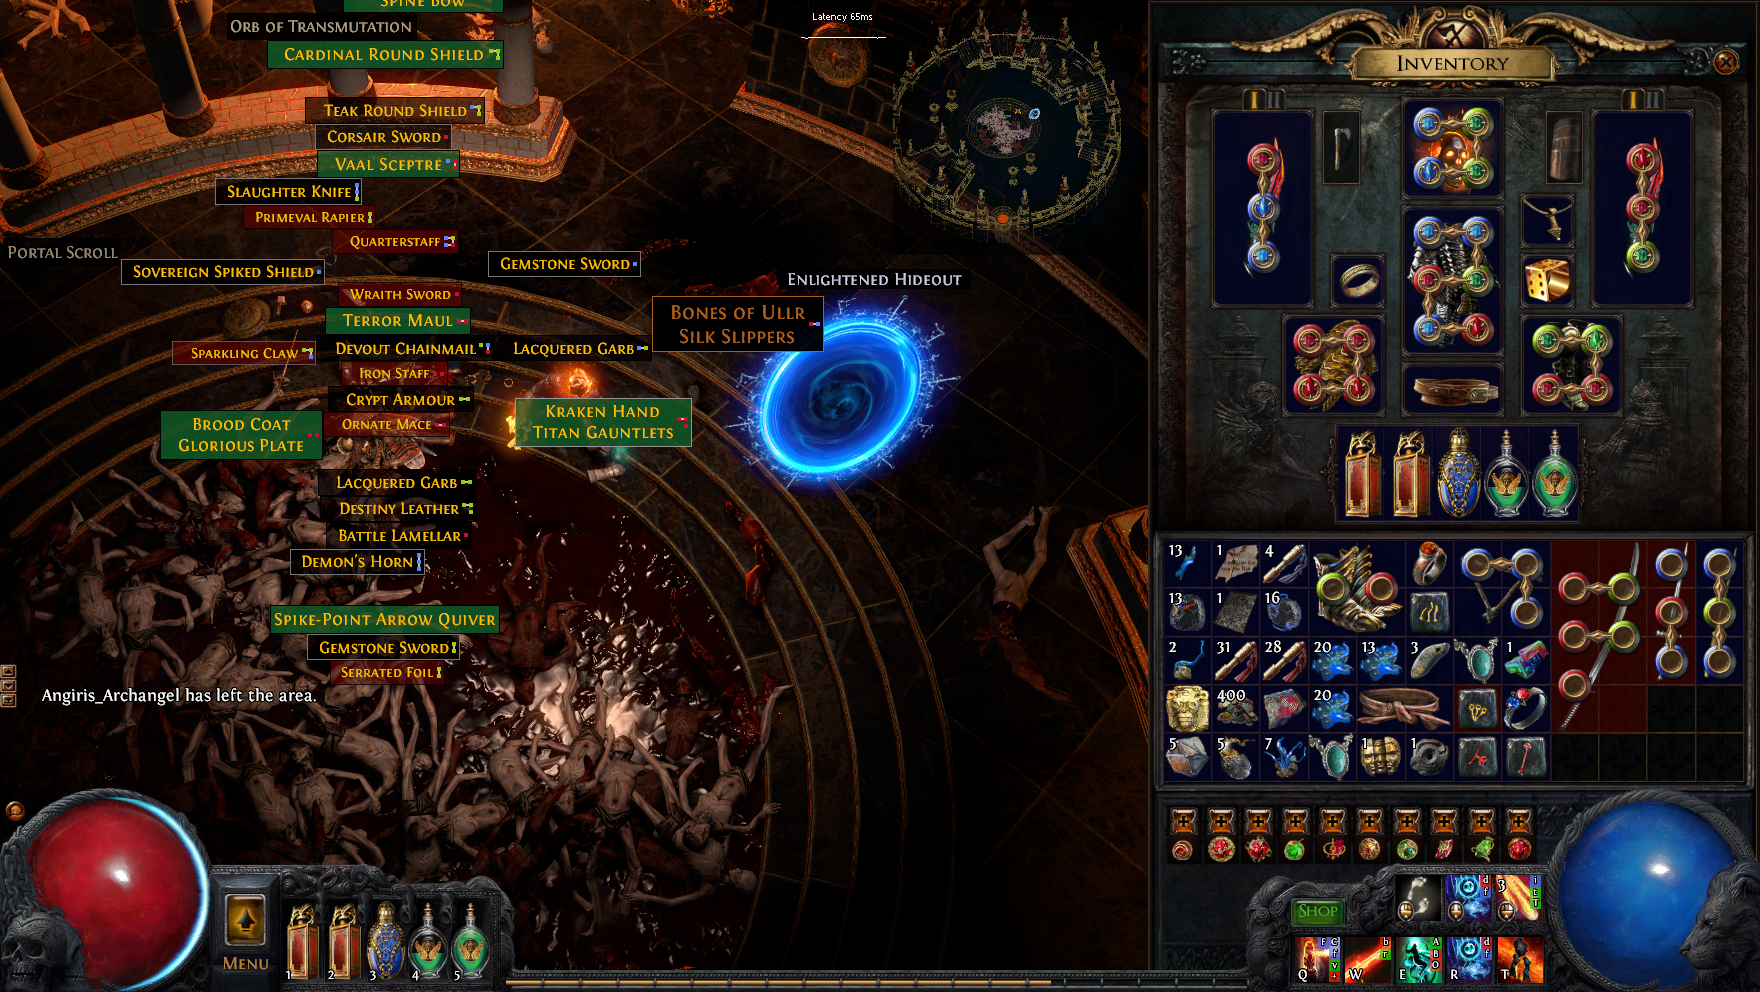 SPINE BOW
ORB OF TRANSMUTATION
CARDINAL ROUND SHIELD
TEAK ROUND SHIELD
CORSAIR SWORD
VAAL SCEPTRE
SLAUGHTER KNIFE
PRIMEVAL RAPIER
QUARTERSTAFF
PORTAL SCROLL
SOVEREIGN SPIKED SHIELD
GEMSTONE SWORD
WRAITH SWORD
TERROR MAUL
SPARKLING CLAW
DEVOUT CHAINMAIL
LACQUERED GARB
IRON STAFF
CRYPT ARMOUR
BROOD COAT
GLORIOUS PLATE
ORNATE MACE
KRAKEN HAND
TITAN GAUNTLETS
LACQUERED GARB
DESTINY LEATHER
BATTLE LAMELLAR
DEMON'S HORN
SPIKE-POINT ARROW QUIVER
GEMSTONE SWORD
SERRATED FOIL
Latency 65ms
ENLIGHTENED HIDEOUT
BONES OF ULLR
SILK SLIPPERS
Angiris_Archangel has left the area.
MENU
1 2 3 4 5
INVENTORY
I II
I II
13 1 4
13 1 16
2 31 28 20 13 3 1
400 20
5 5 7 1 1
SHOP
d
f
3
i
E
T
Q
F C
f
v
+
W
b
r
E
A
B
O
R
d
f
T